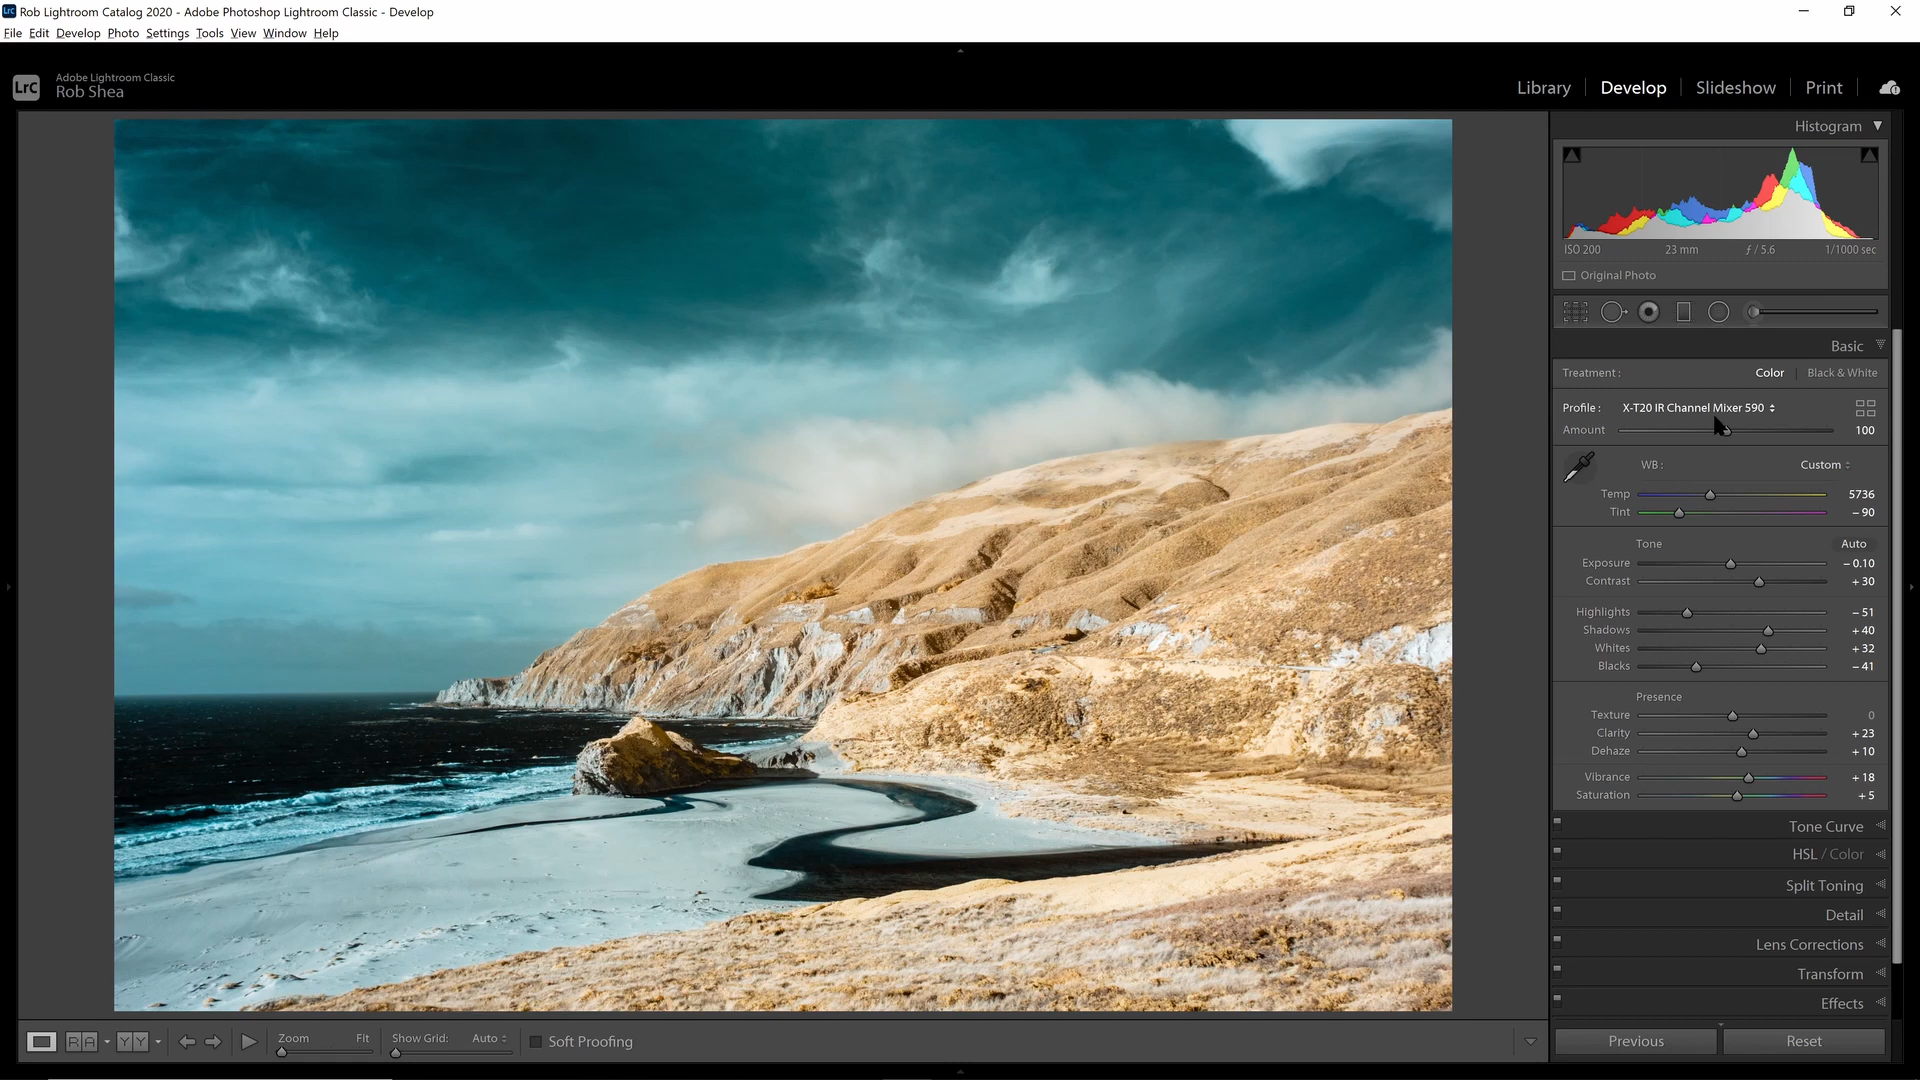 Rob Lightroom Catalog 2020 - Adobe Photoshop Lightroom Classic - Develop
File Edit Develop Photo Settings Tools View Window Help
LrC
Adobe Lightroom Classic
Rob Shea
Library Develop Slideshow Print
Histogram
ISO 200 23 mm ƒ / 5.6 1/1000 sec
Original Photo
Basic
Treatment : Color Black & White
Profile : X-T20 IR Channel Mixer 590
Amount 100
WB : Custom
Temp 5736
Tint – 90
Tone Auto
Exposure – 0.10
Contrast + 30
Highlights – 51
Shadows + 40
Whites + 32
Blacks – 41
Presence
Texture 0
Clarity + 23
Dehaze + 10
Vibrance + 18
Saturation + 5
Tone Curve
HSL / Color
Split Toning
Detail
Lens Corrections
Transform
Effects
R A Y Y Zoom Fit Show Grid: Auto Soft Proofing
Previous Reset